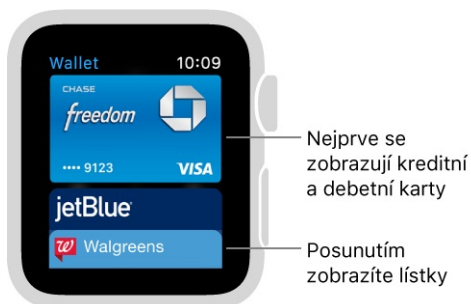 Wallet 10:09
CHASE
freedom
•••• 9123 VISA
jetBlue
Walgreens
Nejprve se
zobrazují kreditní
a debetní karty
Posunutím
zobrazíte lístky